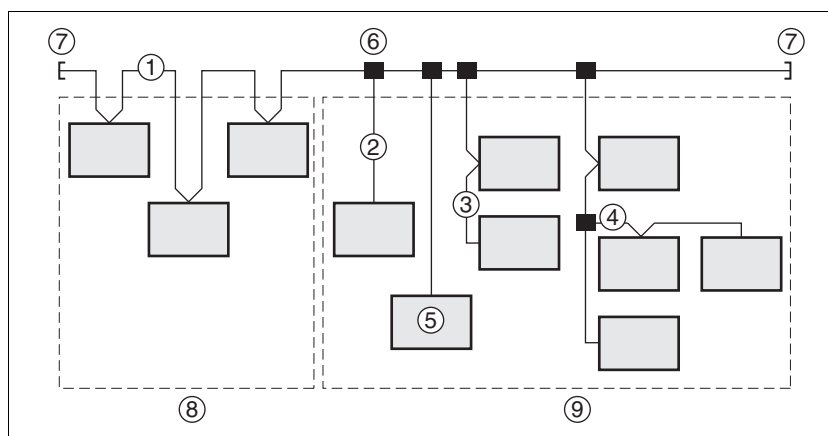 ⑦ ① ⑥ ⑦
②
③ ④
⑤
⑧ ⑨